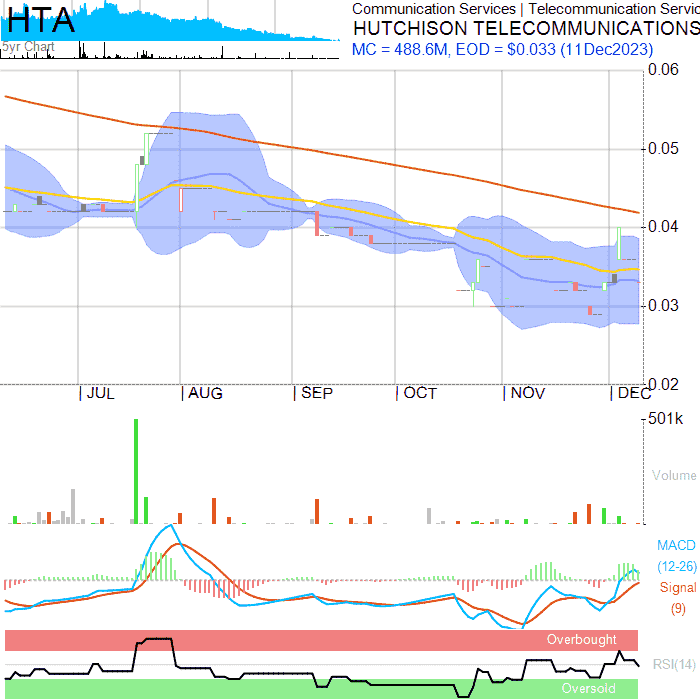 HTA
5yr Chart
Communication Services | Telecommunication Servic
HUTCHISON TELECOMMUNICATIONS
MC = 488.6M, EOD = $0.033 (11Dec2023)
0.06
0.05
0.04
0.03
0.02
JUL AUG SEP OCT NOV DEC
501k
Volume
MACD
(12-26)
Signal
(9)
Overbought
RSI(14)
Oversold